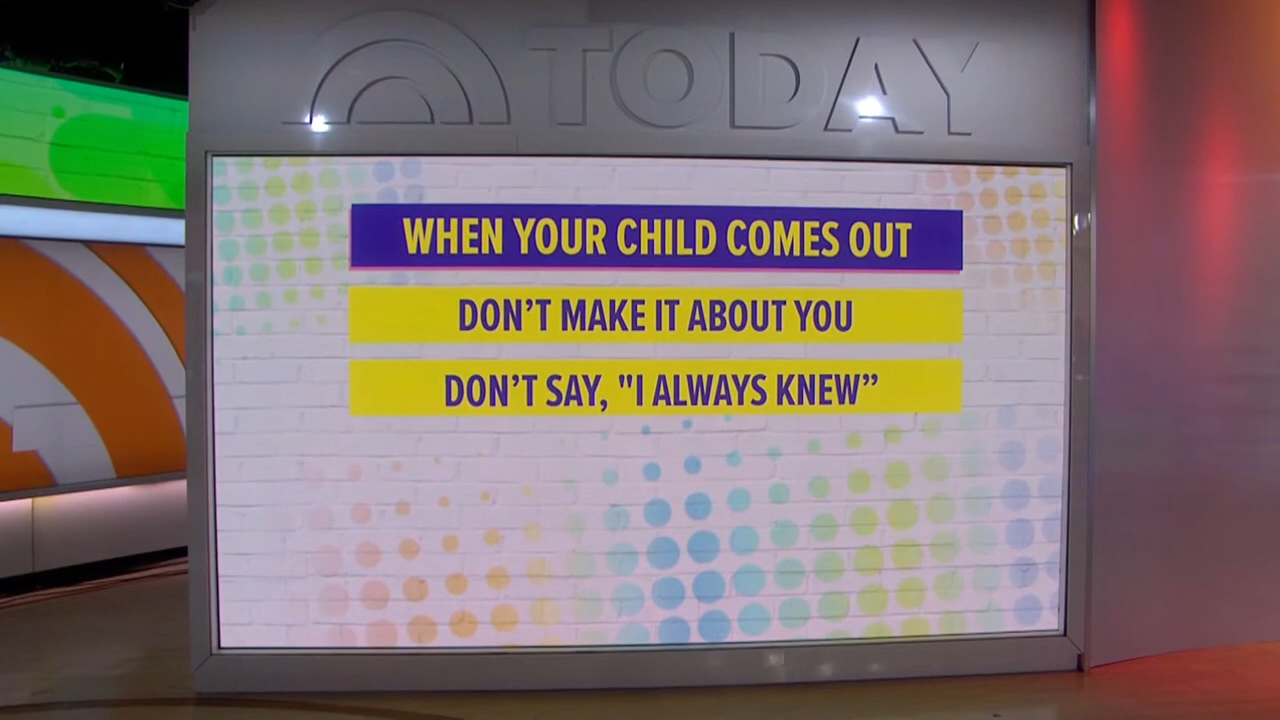 TODAY
WHEN YOUR CHILD COMES OUT
DON’T MAKE IT ABOUT YOU
DON’T SAY, "I ALWAYS KNEW”